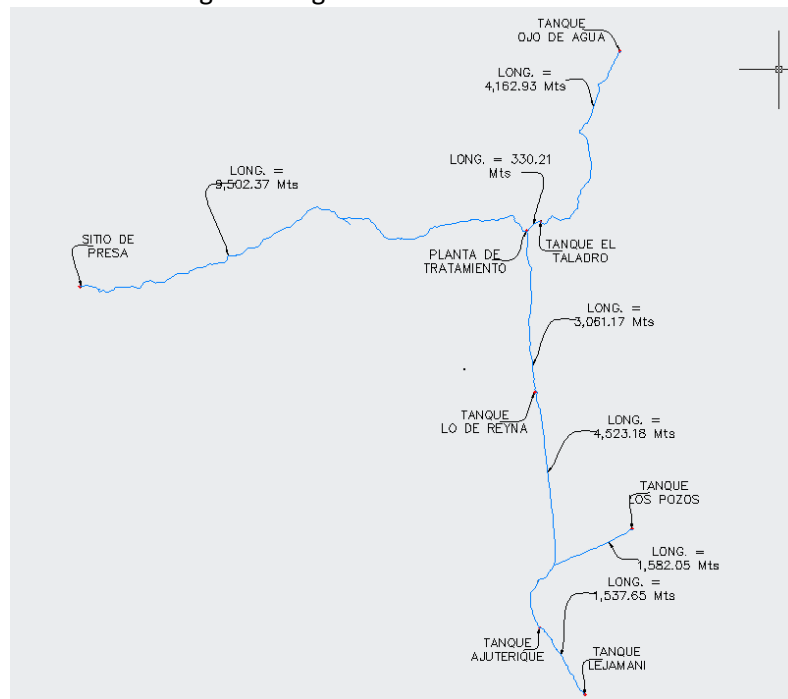 TANQUE
OJO DE AGUA
LONG. =
4,162.93 Mts
LONG. = 330.21
Mts
LONG. =
9,502.37 Mts
SITIO DE
PRESA
PLANTA DE
TRATAMIENTO
TANQUE EL
TALADRO
LONG. =
3,061.17 Mts
TANQUE
LO DE REYNA
LONG. =
4,523.18 Mts
TANQUE
LOS POZOS
LONG. =
1,582.05 Mts
LONG. =
1,537.65 Mts
TANQUE
AJUTERIQUE
TANQUE
LEJAMANI